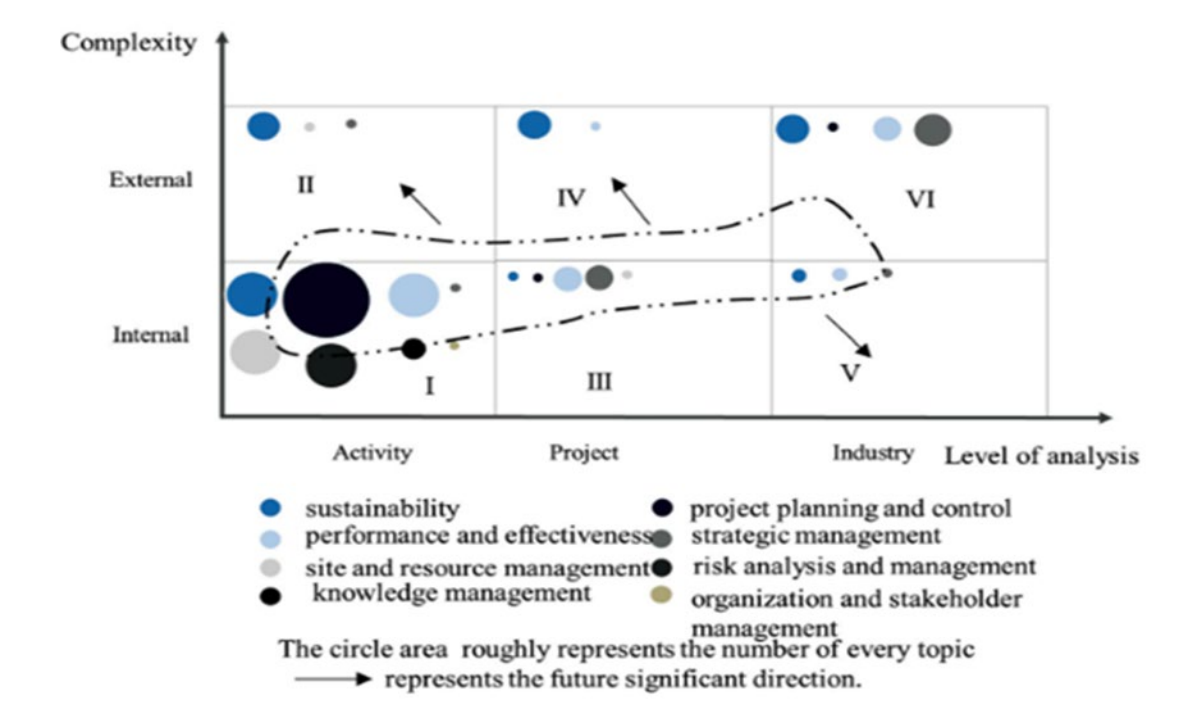 Complexity
External
II
IV
VI
Internal
I
III
V
Activity
Project
Industry
Level of analysis
sustainability
project planning and control
performance and effectiveness
strategic management
site and resource management
risk analysis and management
knowledge management
organization and stakeholder
management
The circle area roughly represents the number of every topic
represents the future significant direction.